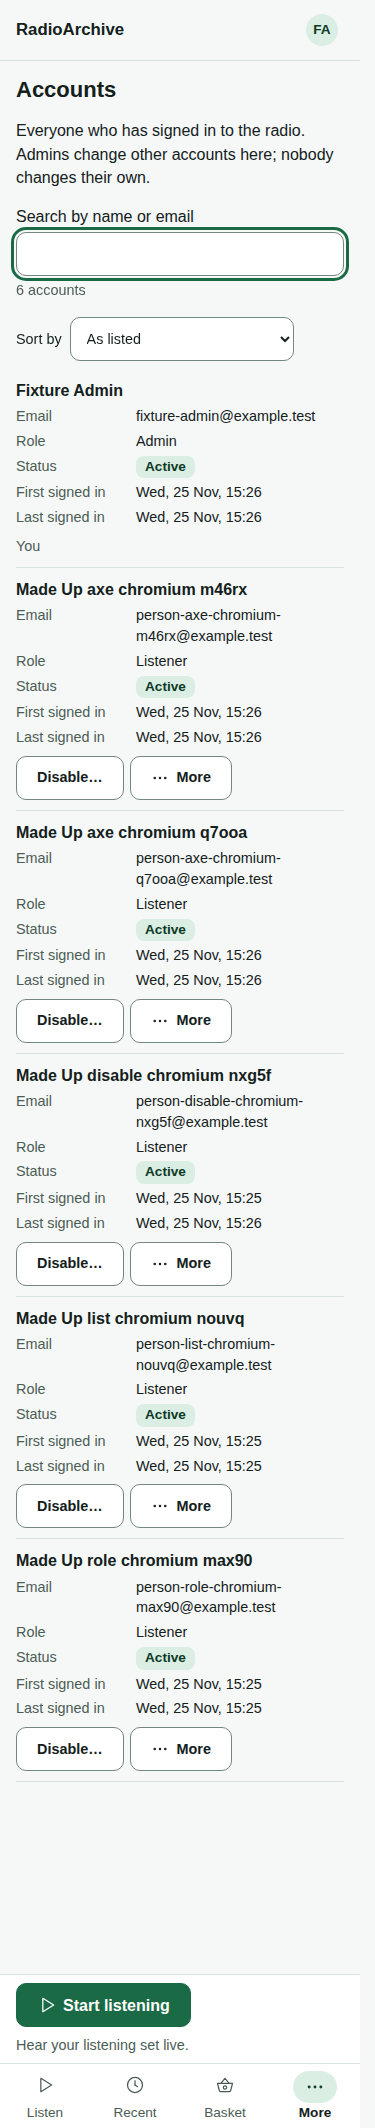 RadioArchive
FA
Accounts
Everyone who has signed in to the radio.
Admins change other accounts here; nobody
changes their own.
Search by name or email
6 accounts
Sort by As listed
Fixture Admin
Email fixture-admin@example.test
Role Admin
Status Active
First signed in Wed, 25 Nov, 15:26
Last signed in Wed, 25 Nov, 15:26
You
Made Up axe chromium m46rx
Email person-axe-chromium-
m46rx@example.test
Role Listener
Status Active
First signed in Wed, 25 Nov, 15:26
Last signed in Wed, 25 Nov, 15:26
Disable… ··· More
Made Up axe chromium q7ooa
Email person-axe-chromium-
q7ooa@example.test
Role Listener
Status Active
First signed in Wed, 25 Nov, 15:26
Last signed in Wed, 25 Nov, 15:26
Disable… ··· More
Made Up disable chromium nxg5f
Email person-disable-chromium-
nxg5f@example.test
Role Listener
Status Active
First signed in Wed, 25 Nov, 15:25
Last signed in Wed, 25 Nov, 15:26
Disable… ··· More
Made Up list chromium nouvq
Email person-list-chromium-
nouvq@example.test
Role Listener
Status Active
First signed in Wed, 25 Nov, 15:25
Last signed in Wed, 25 Nov, 15:25
Disable… ··· More
Made Up role chromium max90
Email person-role-chromium-
max90@example.test
Role Listener
Status Active
First signed in Wed, 25 Nov, 15:25
Last signed in Wed, 25 Nov, 15:25
Disable… ··· More
Start listening
Hear your listening set live.
Listen Recent Basket More